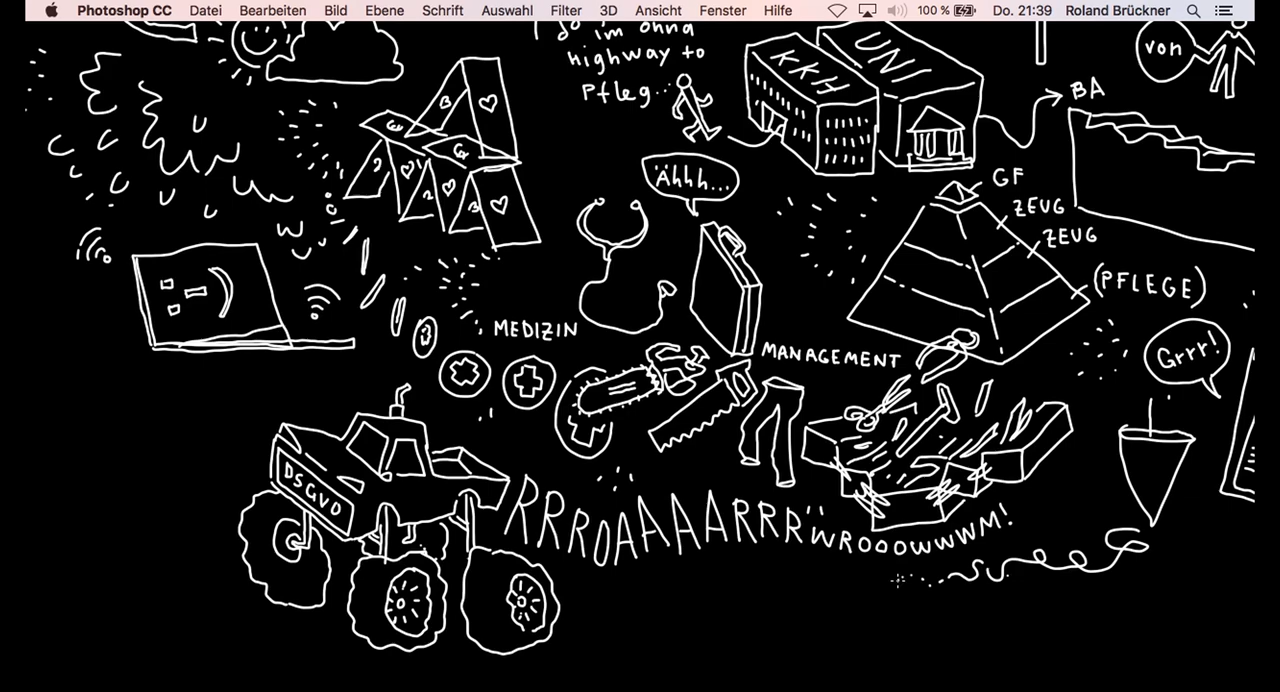 Photoshop CC Datei Bearbeiten Bild Ebene Schrift Auswahl Filter 3D Ansicht Fenster Hilfe 100 % Do. 21:39 Roland Brückner
im ohna
highway to
Pfleg..
KKH
UNI
von
BA
Ähhh...
GF
ZEUG
ZEUG
(PFLEGE)
:-)
MEDIZIN
MANAGEMENT
Grrr!
DSGVO
RRROAAAARRR
WROOOWWWM!